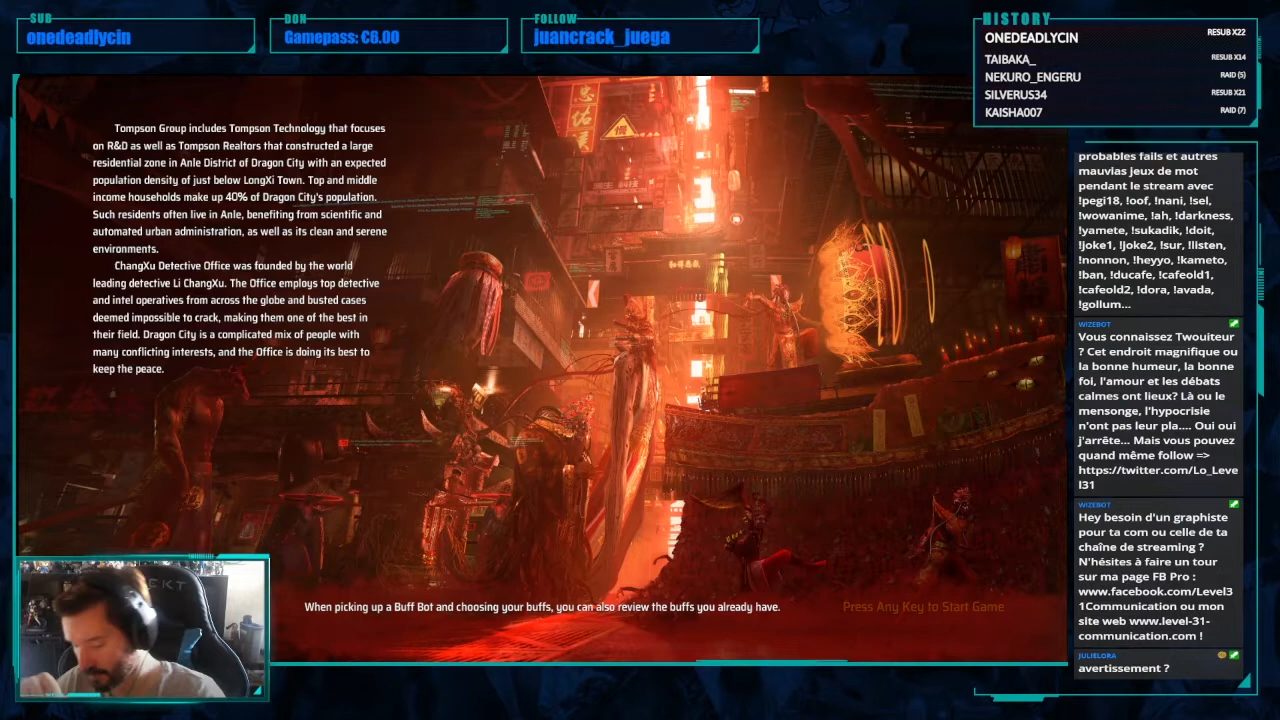 SUB
onedeadlycin
DON
Gamepass: €6.00
FOLLOW
juancrack_juega
HISTORY
ONEDEADLYCIN RESUB X22
TAIBAKA_ RESUB X14
NEKURO_ENGERU RAID (5)
SILVERUS34 RESUB X21
KAISHA007 RAID (7)
Tompson Group includes Tompson Technology that focuses
on R&D as well as Tompson Realtors that constructed a large
residential zone in Anle District of Dragon City with an expected
population density of just below LongXi Town. Top and middle
income households make up 40% of Dragon City's population.
Such residents often live in Anle, benefiting from scientific and
automated urban administration, as well as its clean and serene
environments.
ChangXu Detective Office was founded by the world
leading detective Li ChangXu. The Office employs top detective
and intel operatives from across the globe and busted cases
deemed impossible to crack, making them one of the best in
their field. Dragon City is a complicated mix of people with
many conflicting interests, and the Office is doing its best to
keep the peace.
忠
佑
慢
When picking up a Buff Bot and choosing your buffs, you can also review the buffs you already have.
Press Any Key to Start Game
probables fails et autres
mauvias jeux de mot
pendant le stream avec
!pegi18, !oof, !nani, !sel,
!wowanime, !ah, !darkness,
!yamete, !sukadik, !doit,
!joke1, !joke2, !sur, !listen,
!nonnon, !heyyo, !kameto,
!ban, !ducafe, !cafeold1,
!cafeold2, !dora, !avada,
!gollum...
WIZEBOT
Vous connaissez Twouiteur
? Cet endroit magnifique ou
la bonne humeur, la bonne
foi, l'amour et les débats
calmes ont lieux? Là ou le
mensonge, l'hypocrisie
n'ont pas leur pla.... Oui oui
j'arrête... Mais vous pouvez
quand même follow =>
https://twitter.com/Lo_Leve
l31
WIZEBOT
Hey besoin d'un graphiste
pour ta com ou celle de ta
chaîne de streaming ?
N'hésites à faire un tour
sur ma page FB Pro :
www.facebook.com/Level3
1Communication ou mon
site web www.level-31-
communication.com !
JULIELORA
avertissement ?